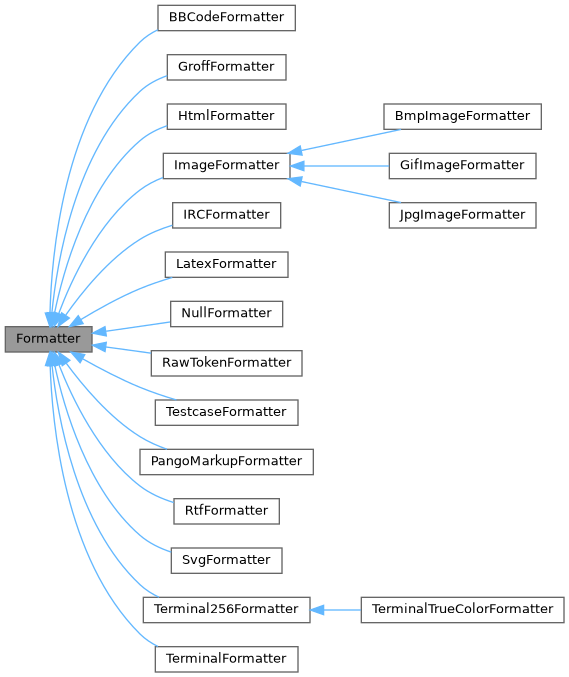 BBCodeFormatter
GroffFormatter
HtmlFormatter
BmpImageFormatter
ImageFormatter
GifImageFormatter
JpgImageFormatter
IRCFormatter
LatexFormatter
NullFormatter
Formatter
RawTokenFormatter
TestcaseFormatter
PangoMarkupFormatter
RtfFormatter
SvgFormatter
Terminal256Formatter
TerminalTrueColorFormatter
TerminalFormatter